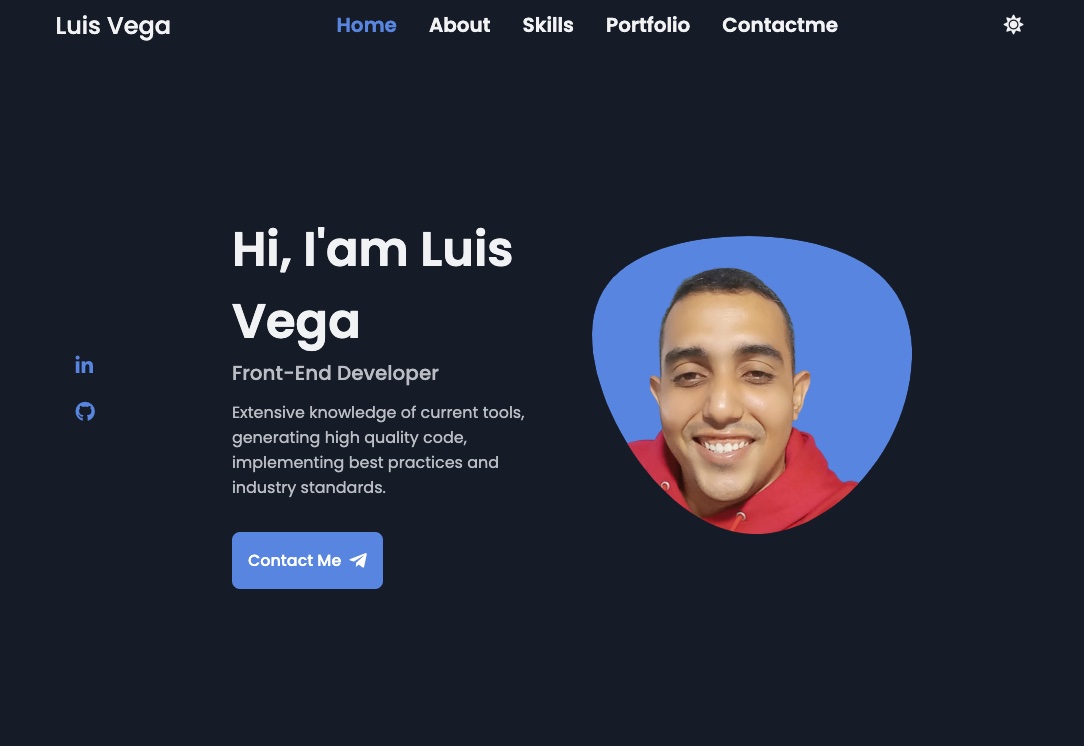 Luis Vega
Home About Skills Portfolio Contactme
Hi, I'am Luis
Vega
Front-End Developer
Extensive knowledge of current tools,
generating high quality code,
implementing best practices and
industry standards.
Contact Me
in